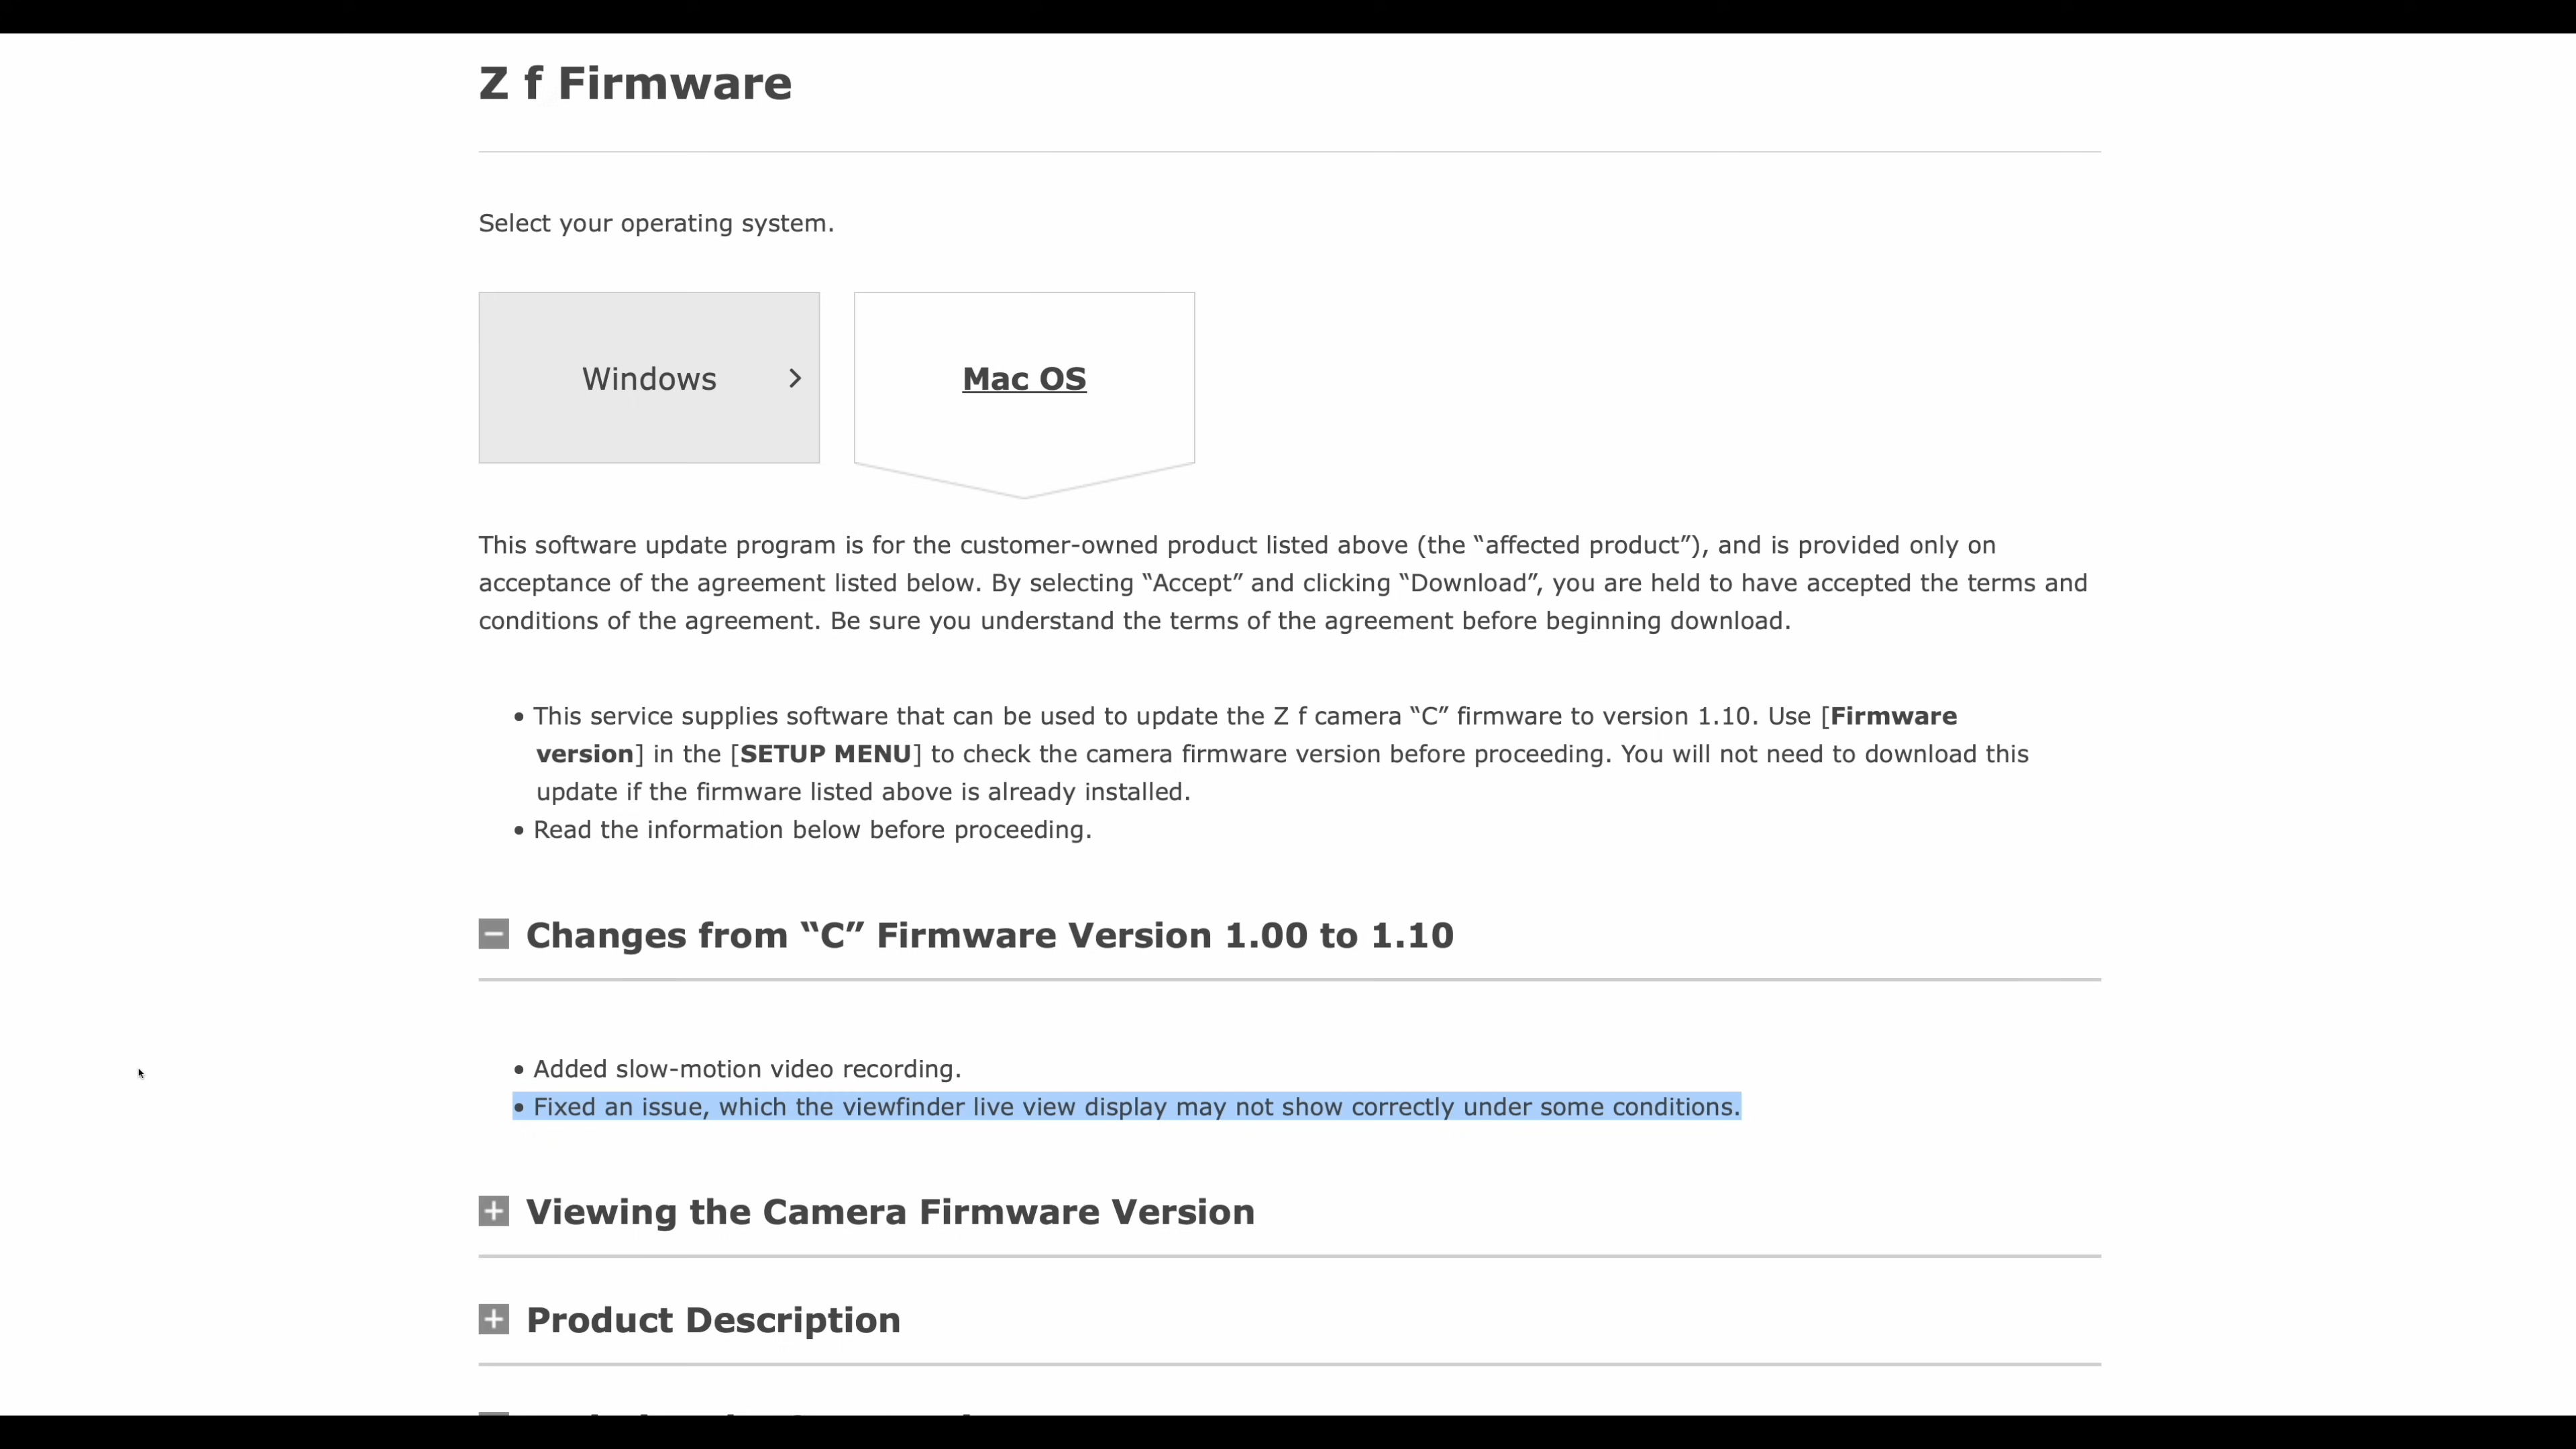 Z f Firmware
Select your operating system.
Windows
Mac OS
This software update program is for the customer-owned product listed above (the “affected product”), and is provided only on
acceptance of the agreement listed below. By selecting “Accept” and clicking “Download”, you are held to have accepted the terms and
conditions of the agreement. Be sure you understand the terms of the agreement before beginning download.
• This service supplies software that can be used to update the Z f camera “C” firmware to version 1.10. Use [Firmware
version] in the [SETUP MENU] to check the camera firmware version before proceeding. You will not need to download this
update if the firmware listed above is already installed.
• Read the information below before proceeding.
Changes from “C” Firmware Version 1.00 to 1.10
• Added slow-motion video recording.
• Fixed an issue, which the viewfinder live view display may not show correctly under some conditions.
Viewing the Camera Firmware Version
Product Description